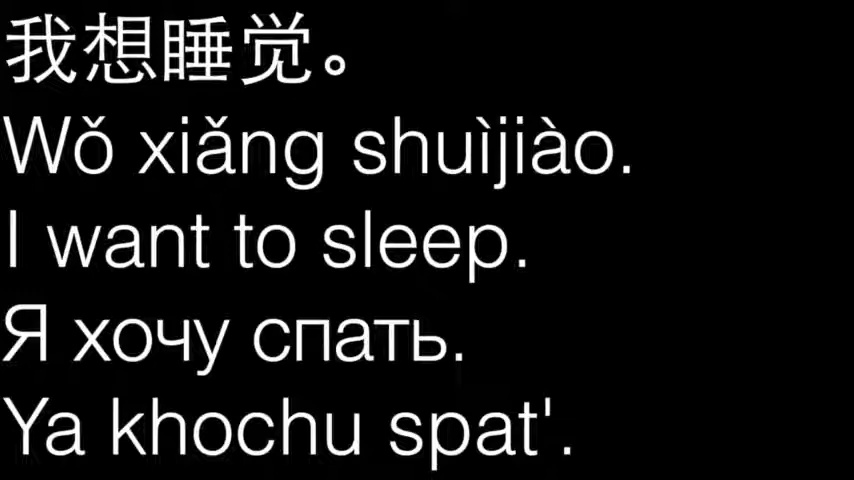 我想睡觉。
Wǒ xiǎng shuìjiào.
I want to sleep.
Я хочу спать.
Ya khochu spat'.